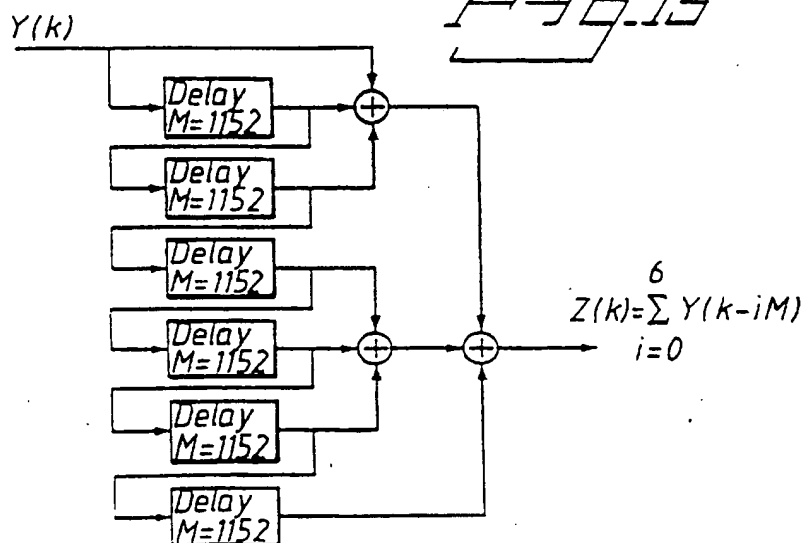 Y(k)
Delay
M=1152
Delay
M=1152
Delay
M=1152
Delay
M=1152
Delay
M=1152
Delay
M=1152
+
+
+
6
Z(k)=∑ Y(k-iM)
i=0